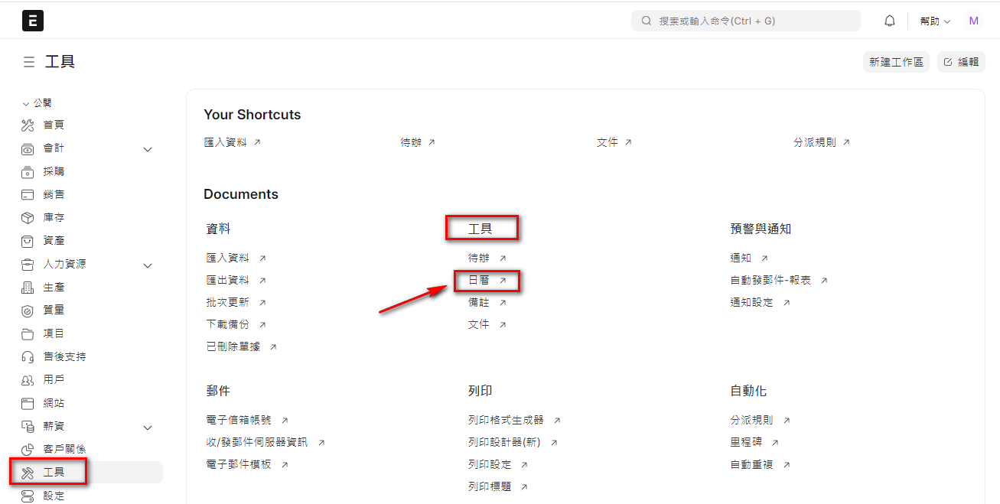 E
搜索或輸入命令(Ctrl + G)
幫助
M
工具
新建工作區
編輯
公開
首頁
會計
採購
銷售
庫存
資產
人力資源
生產
質量
項目
售後支持
用戶
網站
薪資
客戶關係
工具
設定
Your Shortcuts
匯入資料
待辦
文件
分派規則
Documents
資料
匯入資料
匯出資料
批次更新
下載備份
已刪除單據
工具
待辦
日曆
備註
文件
預警與通知
通知
自動發郵件-報表
通知設定
郵件
電子信箱帳號
收/發郵件伺服器資訊
電子郵件模板
列印
列印格式生成器
列印設計器(新)
列印設定
列印標題
自動化
分派規則
里程碑
自動重複